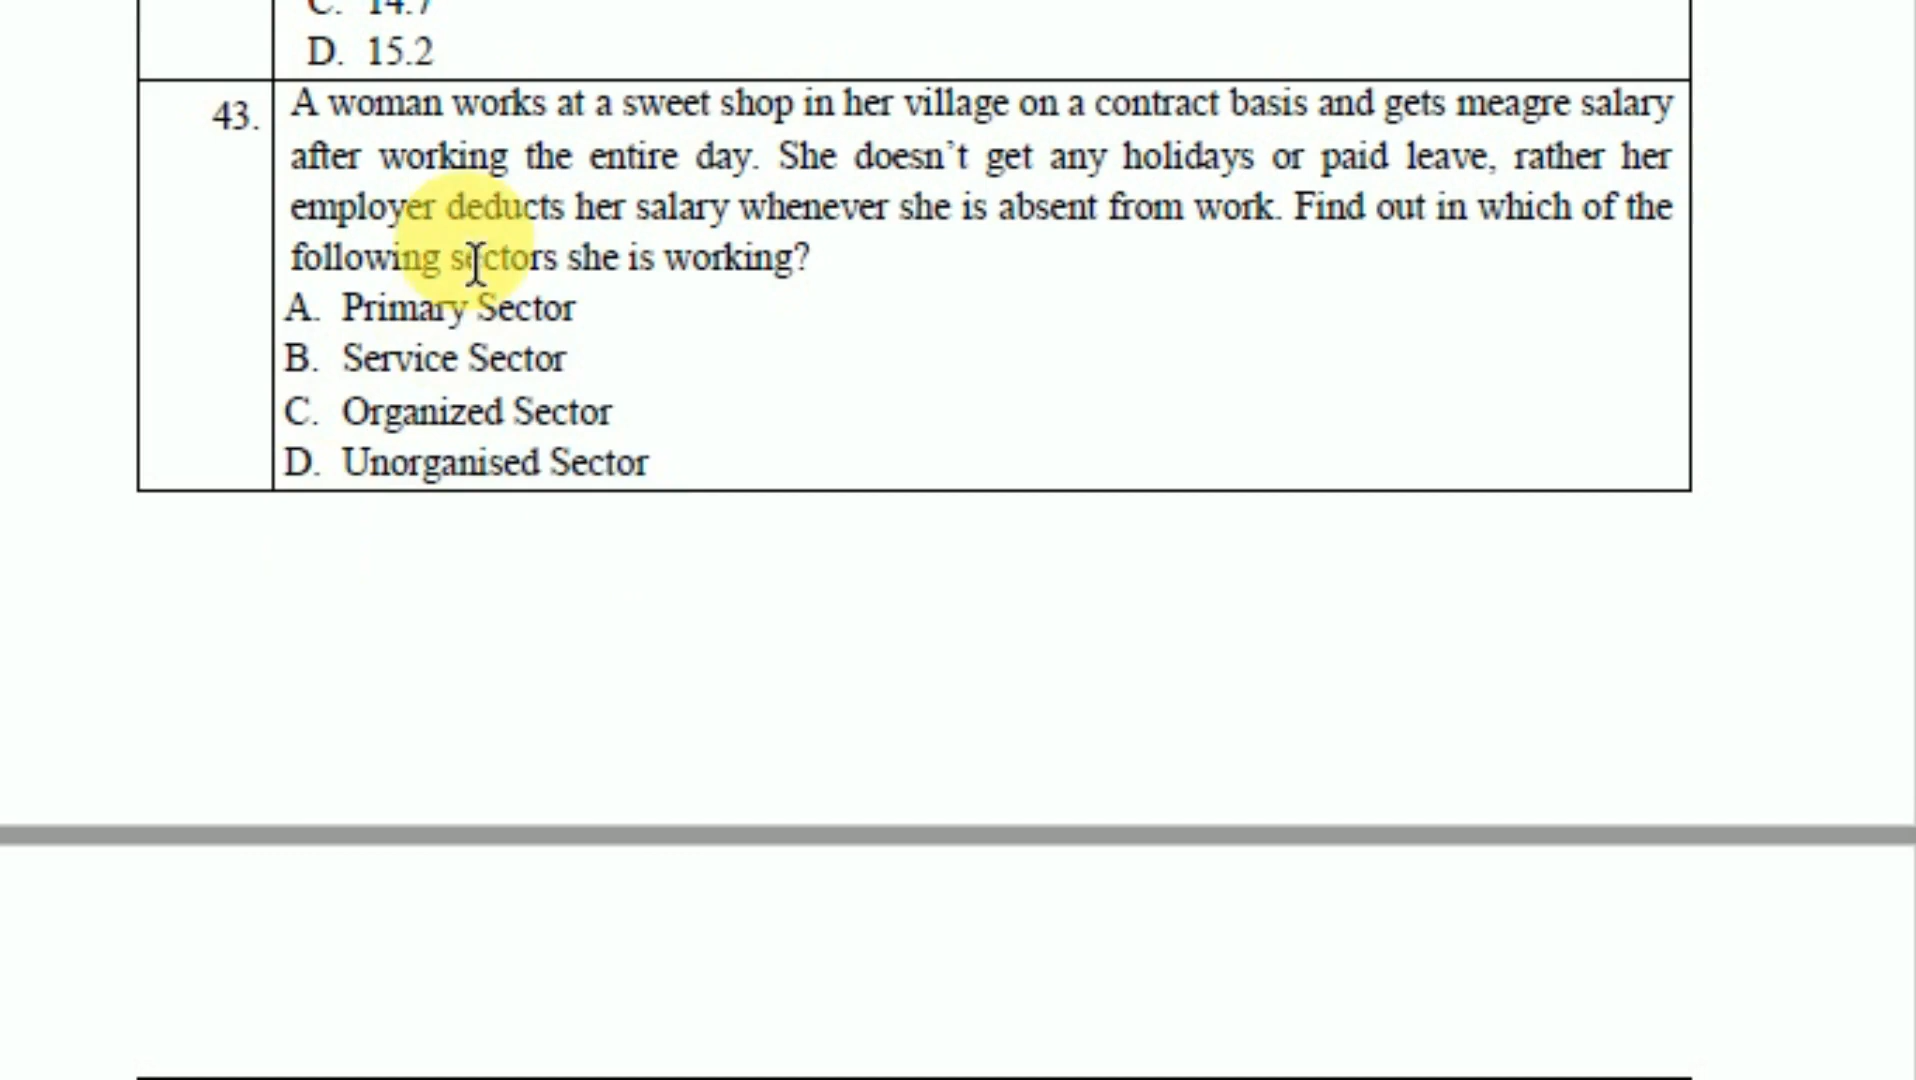 C. 14.7
D. 15.2
43.
A woman works at a sweet shop in her village on a contract basis and gets meagre salary
after working the entire day. She doesn’t get any holidays or paid leave, rather her
employer deducts her salary whenever she is absent from work. Find out in which of the
following sectors she is working?
A. Primary Sector
B. Service Sector
C. Organized Sector
D. Unorganised Sector